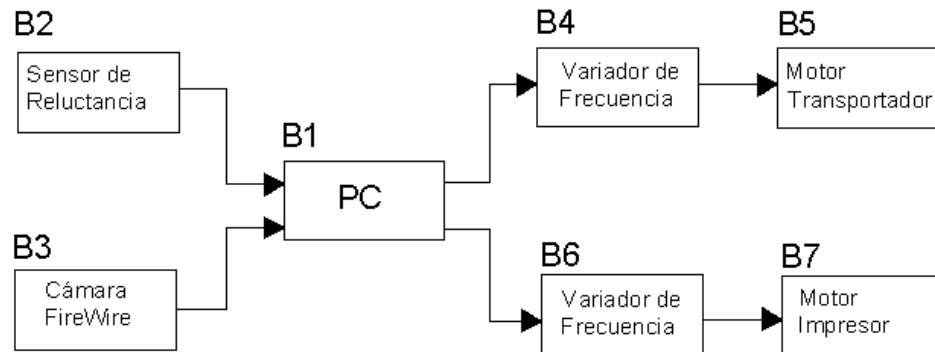 B2
Sensor de
Reluctancia
B3
Cámara
FireWire
B1
PC
B4
Variador de
Frecuencia
B5
Motor
Transportador
B6
Variador de
Frecuencia
B7
Motor
Impresor